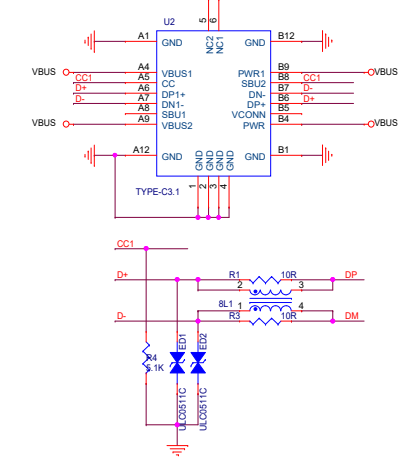 U2
5
6
NC2
NC1
A1 GND GND B12
VBUS A4 VBUS1 PWR1 B9 VBUS
CC1 A5 CC SBU2 B8 CC1
D+ A6 DP1+ DN- B7 D-
D- A7 DN1- DP+ B6 D+
A8 SBU1 VCONN B5
VBUS A9 VBUS2 PWR B4 VBUS
A12 GND GND B1
GND
GND
GND
GND
TYPE-C3.1
1
2
3
4
CC1
D+ R1 10R DP
2 3
8L1 1 4
D- R3 10R DM
ED1
ED2
R4
5.1K
ULC0511C
ULC0511C